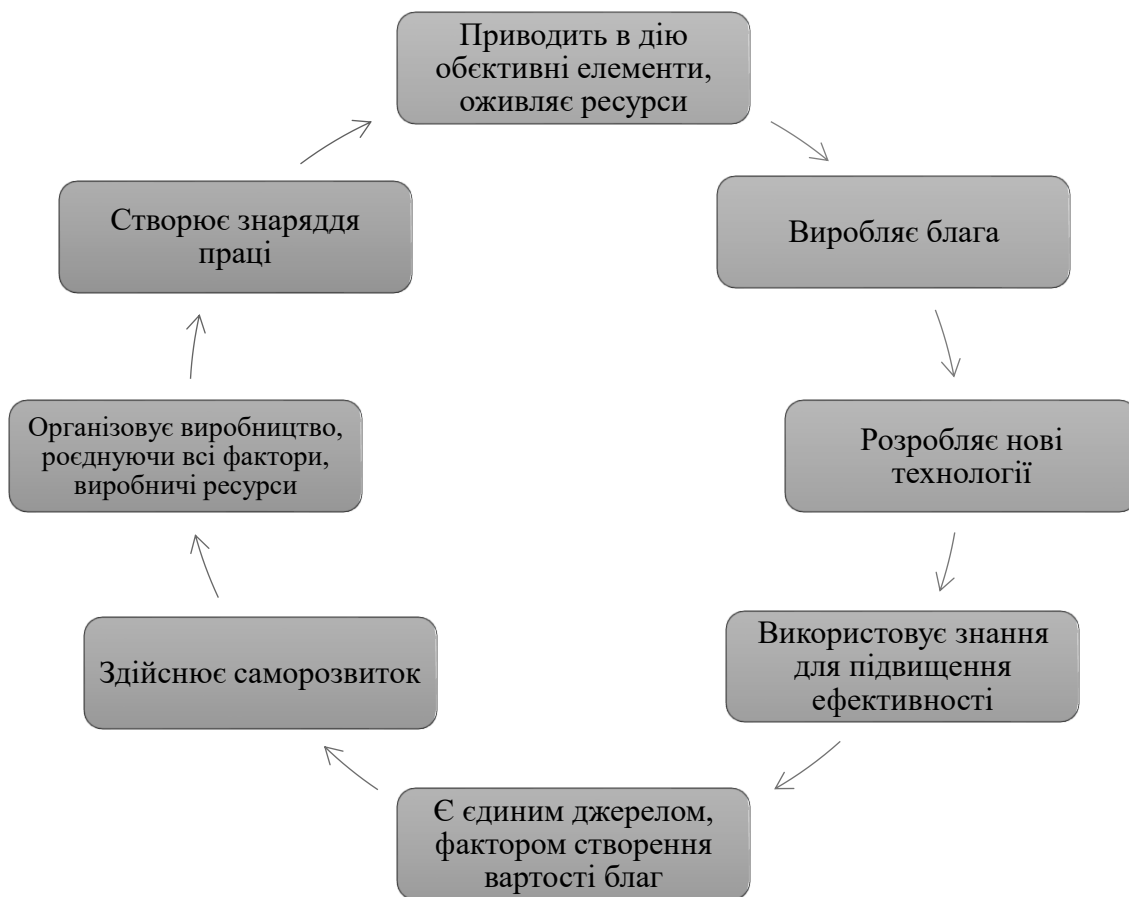 Приводить в дію
обєктивні елементи,
оживляє ресурси
Виробляє блага
Розробляє нові
технології
Використовує знання
для підвищення
ефективності
Є єдиним джерелом,
фактором створення
вартості благ
Здійснює саморозвиток
Організовує виробництво,
роєднуючи всі фактори,
виробничі ресурси
Створює знаряддя
праці